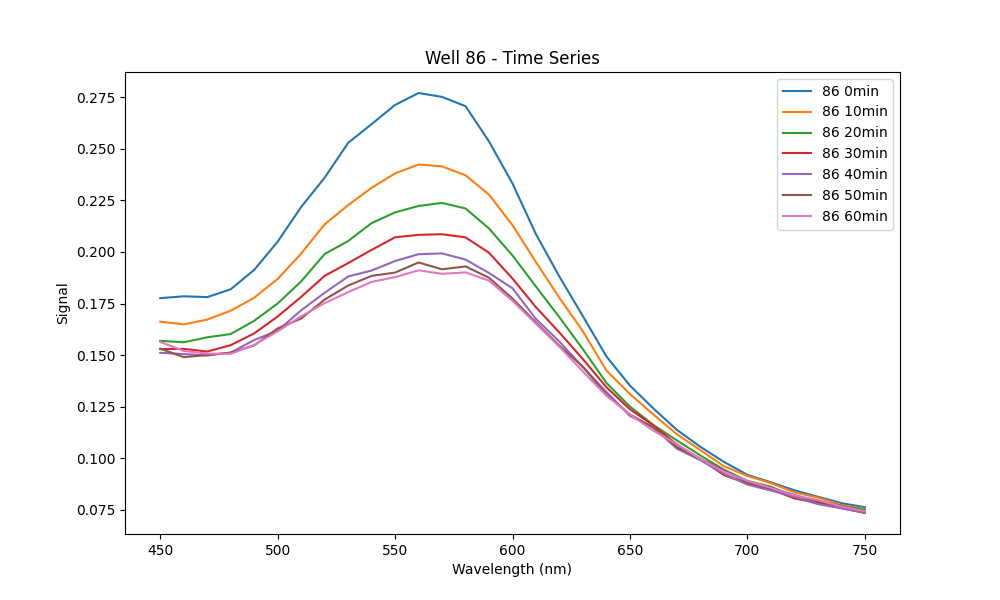 Well 86 - Time Series
Signal
0.275
0.250
0.225
0.200
0.175
0.150
0.125
0.100
0.075
86 0min
86 10min
86 20min
86 30min
86 40min
86 50min
86 60min
450 500 550 600 650 700 750
Wavelength (nm)